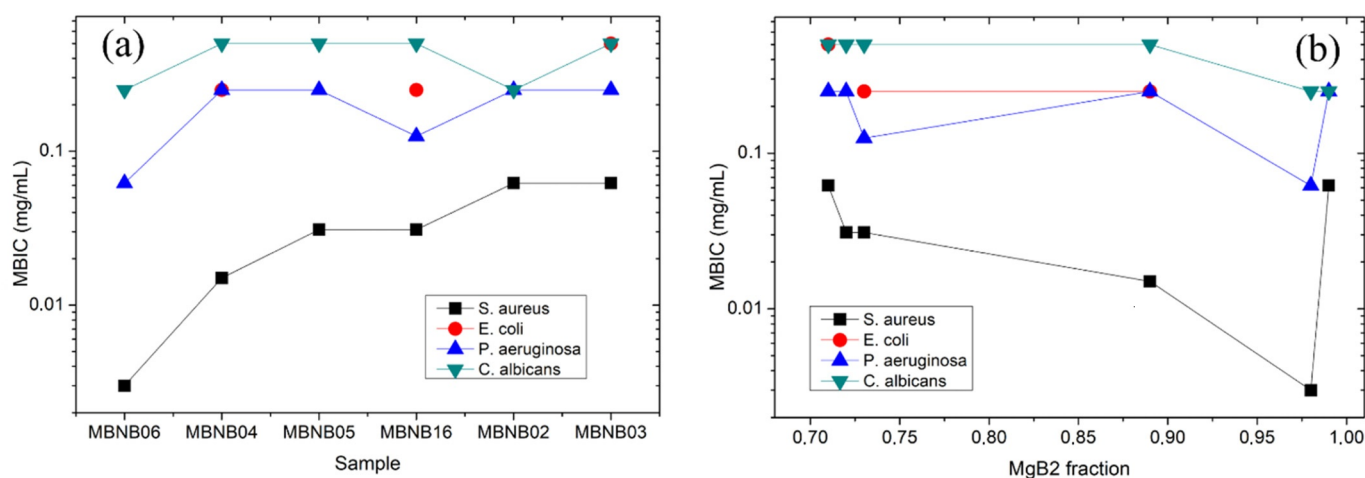 (a)
MBIC (mg/mL)
0.1
0.01
S. aureus
E. coli
P. aeruginosa
C. albicans
MBNB06 MBNB04 MBNB05 MBNB16 MBNB02 MBNB03
Sample
(b)
MBIC (mg/mL)
0.1
0.01
S. aureus
E. coli
P. aeruginosa
C. albicans
0,70 0,75 0,80 0,85 0,90 0,95 1,00
MgB2 fraction